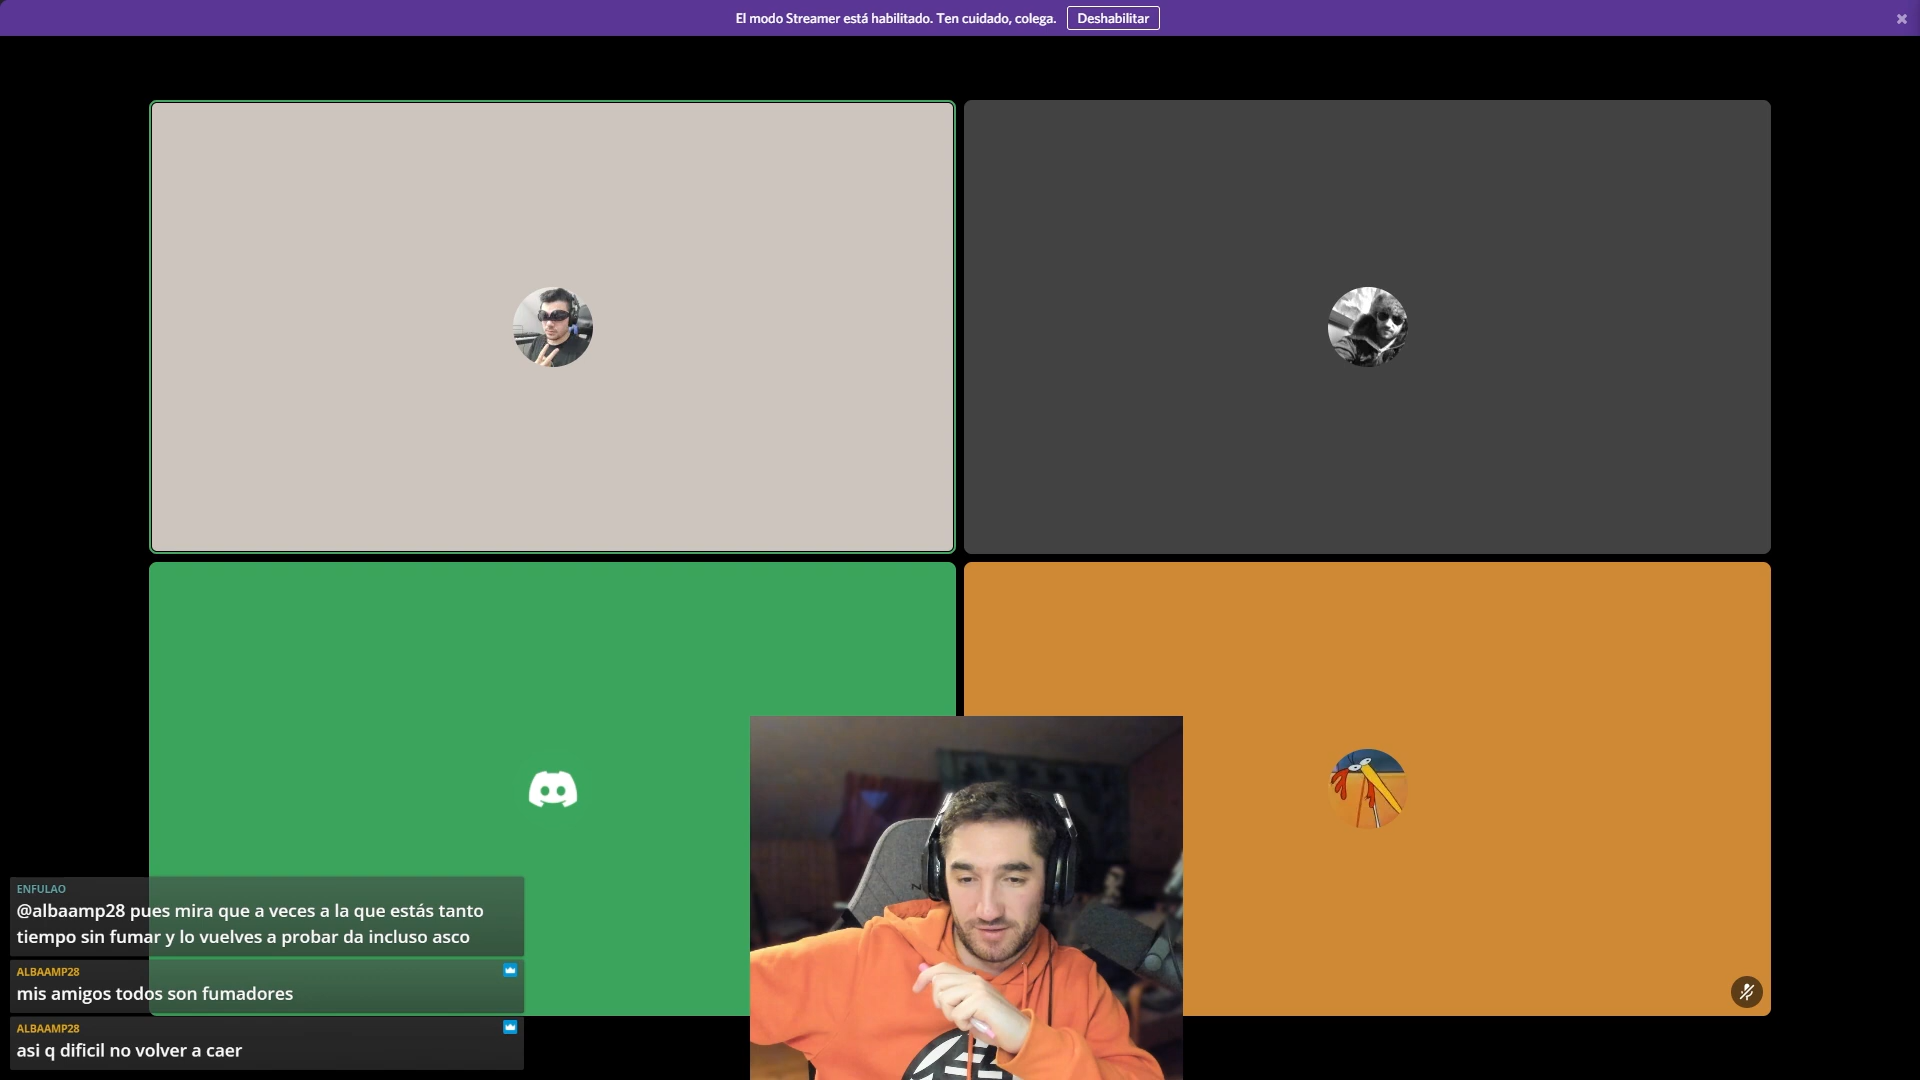 El modo Streamer está habilitado. Ten cuidado, colega.
Deshabilitar
ENFULAO
@albaamp28 pues mira que a veces a la que estás tanto
tiempo sin fumar y lo vuelves a probar da incluso asco
ALBAAMP28
mis amigos todos son fumadores
ALBAAMP28
asi q dificil no volver a caer